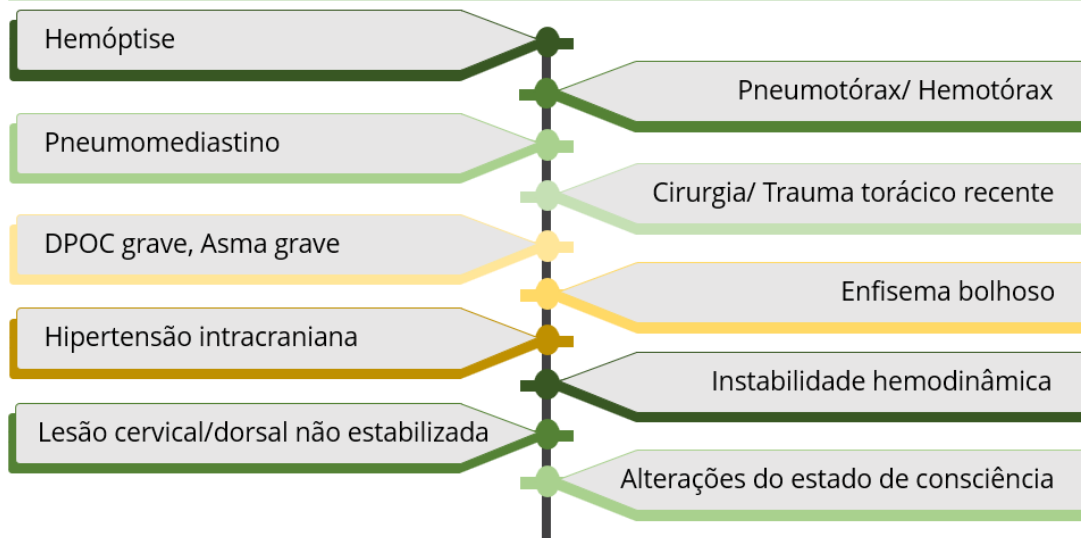 Hemóptise
Pneumotórax/ Hemotórax
Pneumomediastino
Cirurgia/ Trauma torácico recente
DPOC grave, Asma grave
Enfisema bolhoso
Hipertensão intracraniana
Instabilidade hemodinâmica
Lesão cervical/dorsal não estabilizada
Alterações do estado de consciência